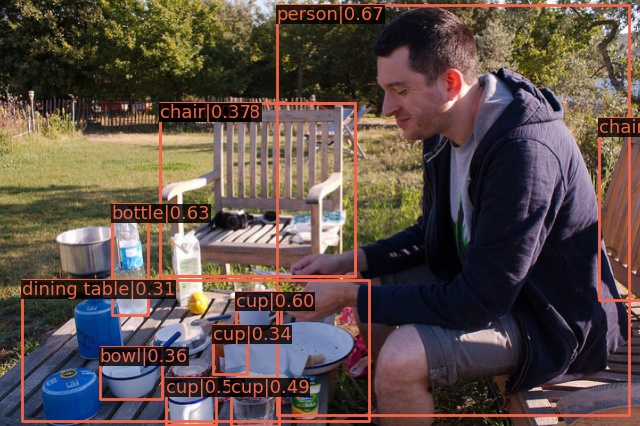 person|0.67
chair|0.378
chair
bottle|0.63
dining table|0.31
cup|0.60
cup|0.34
bowl|0.36
cup|0.5
cup|0.49